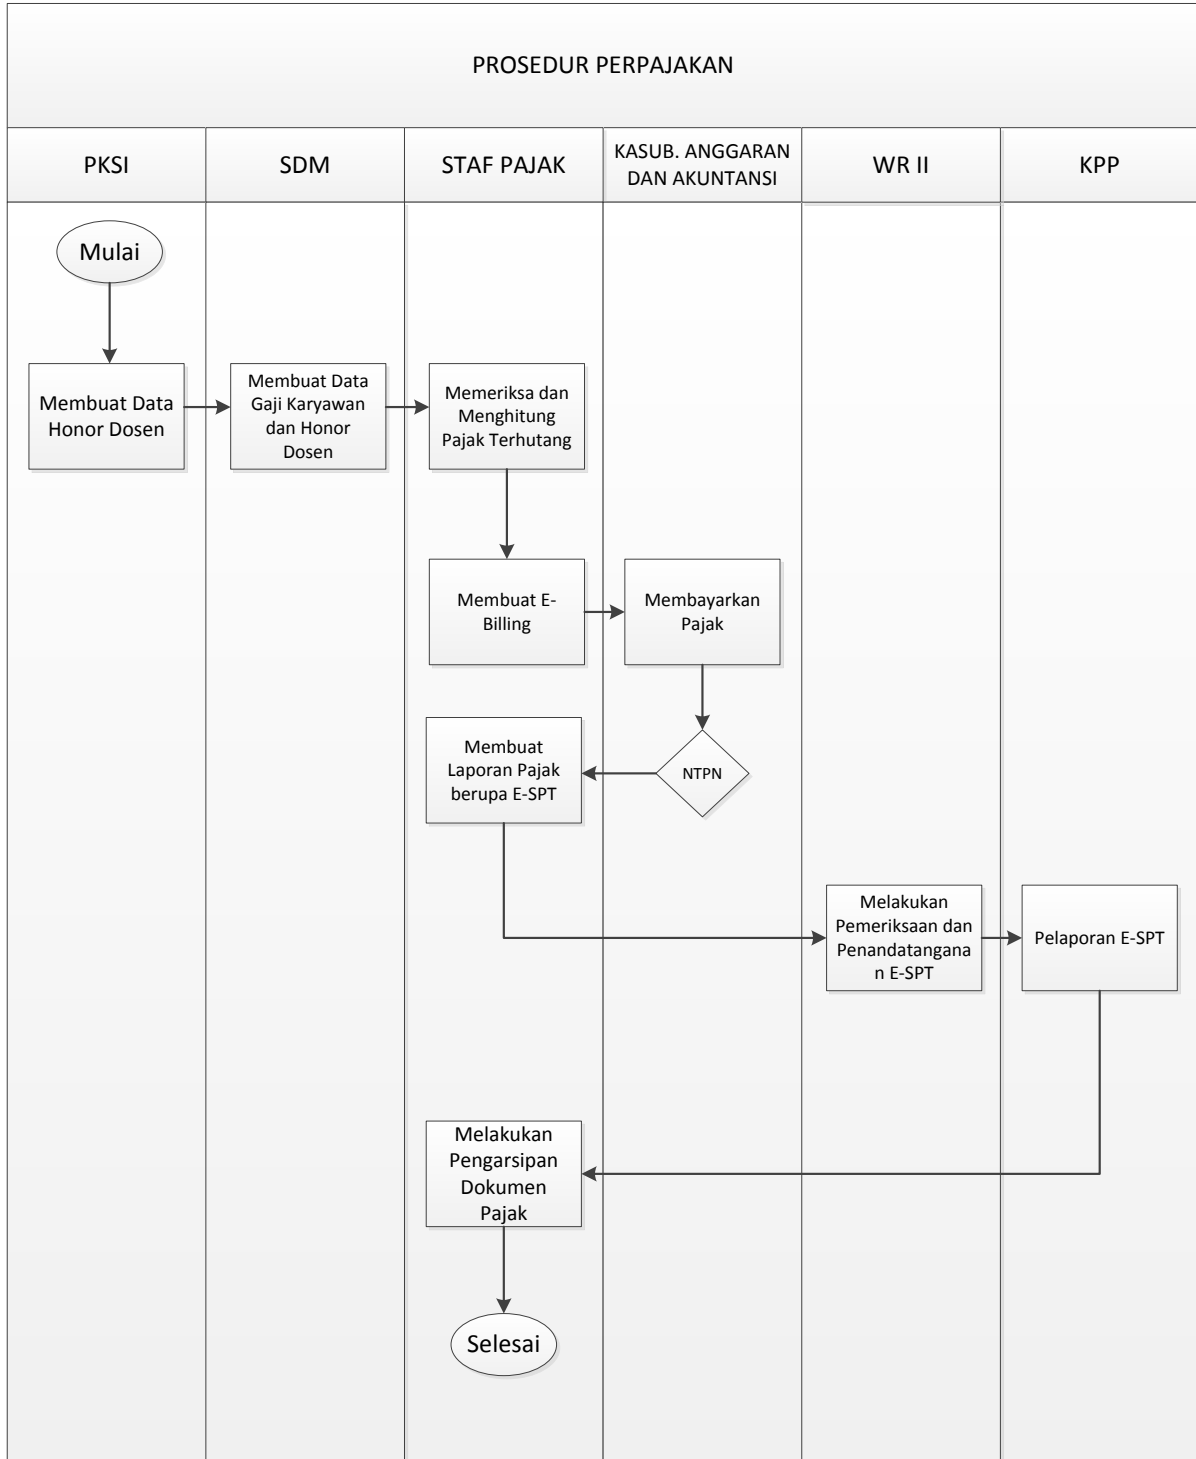 PROSEDUR PERPAJAKAN
PKSI
SDM
STAF PAJAK
KASUB. ANGGARAN
DAN AKUNTANSI
WR II
KPP
Mulai
Membuat Data
Honor Dosen
Membuat Data
Gaji Karyawan
dan Honor
Dosen
Memeriksa dan
Menghitung
Pajak Terhutang
Membuat E-
Billing
Membayarkan
Pajak
NTPN
Membuat
Laporan Pajak
berupa E-SPT
Melakukan
Pemeriksaan dan
Penandatangana
n E-SPT
Pelaporan E-SPT
Melakukan
Pengarsipan
Dokumen
Pajak
Selesai